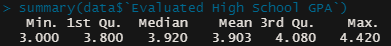 > summary(data$`Evaluated High School GPA`)
Min. 1st Qu. Median Mean 3rd Qu. Max.
3.000 3.800 3.920 3.903 4.080 4.420